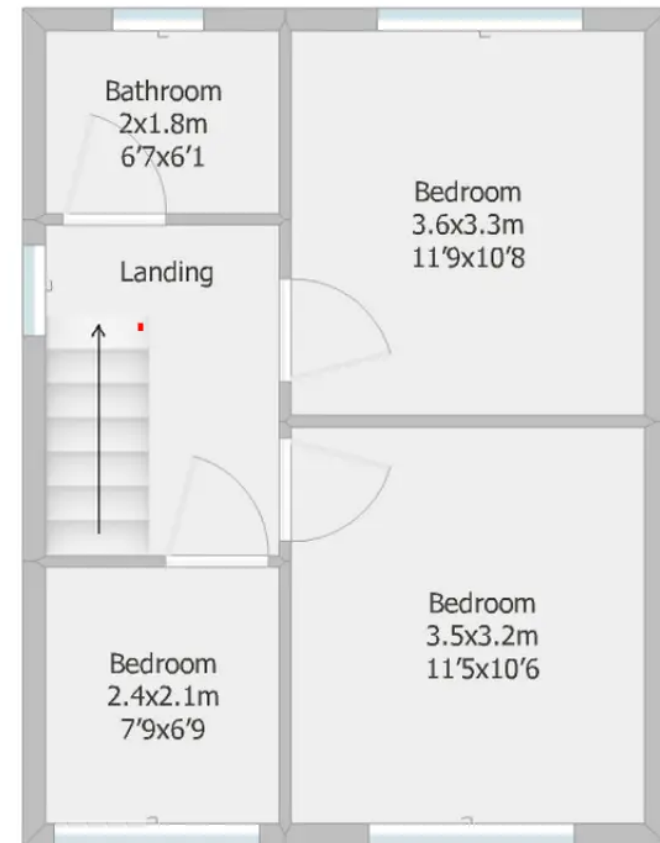 Bathroom
2x1.8m
6'7x6'1
Bedroom
3.6x3.3m
11'9x10'8
Landing
Bedroom
3.5x3.2m
11'5x10'6
Bedroom
2.4x2.1m
7'9x6'9